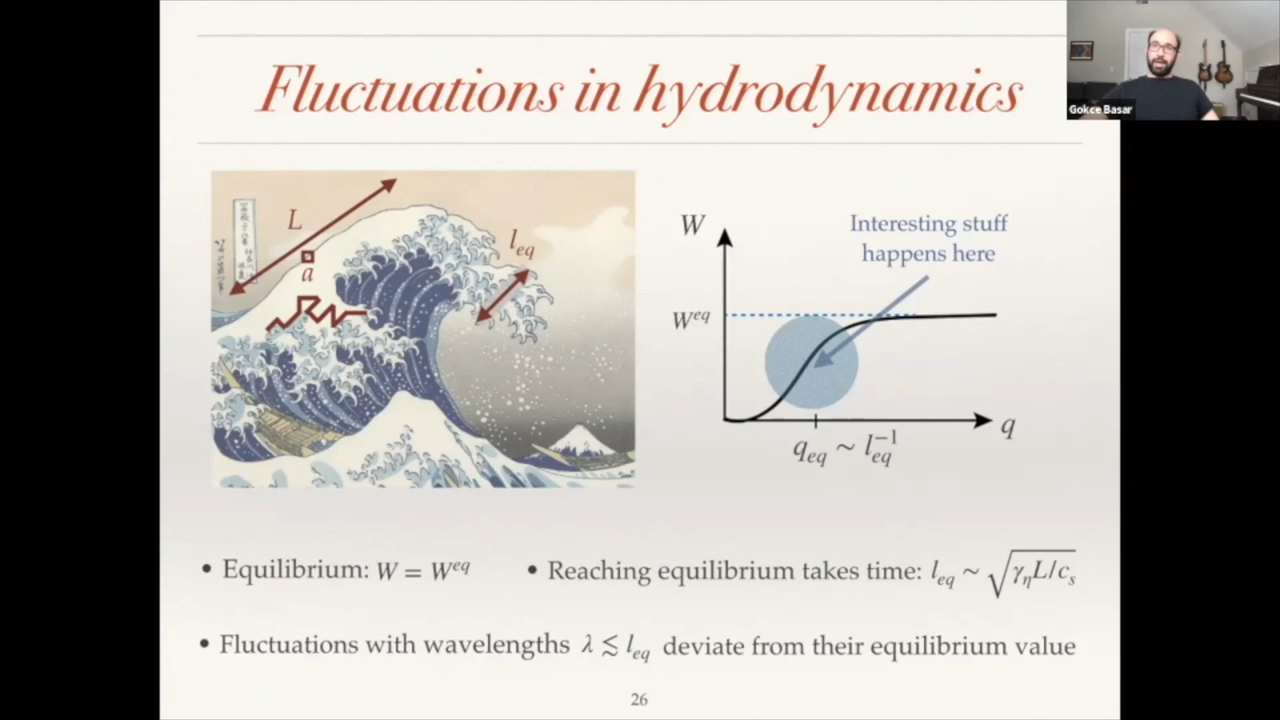 Fluctuations in hydrodynamics
Gokce Basar
L
a
l_eq
W
Interesting stuff
happens here
W^eq
q
q_eq ~ l_eq^-1
• Equilibrium: W = W^eq
• Reaching equilibrium takes time: l_eq ~ √(γ_η L/c_s)
• Fluctuations with wavelengths λ ≲ l_eq deviate from their equilibrium value
26